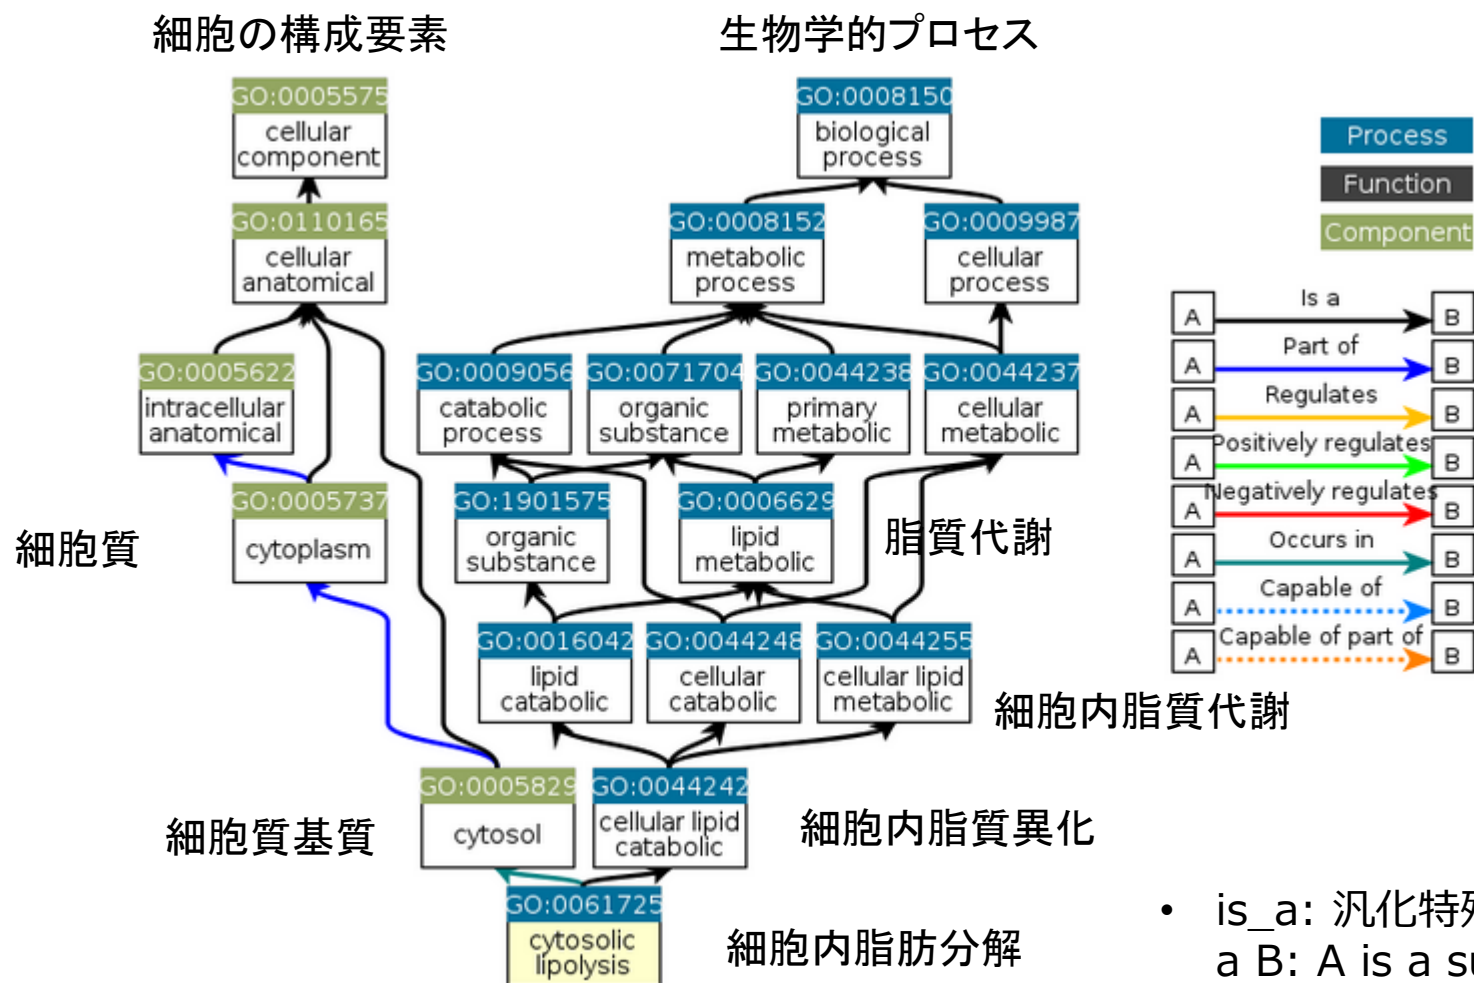 細胞の構成要素
生物学的プロセス
GO:0005575
cellular
component
GO:0008150
biological
process
Process
Function
Component
GO:0110165
cellular
anatomical
GO:0008152
metabolic
process
GO:0009987
cellular
process
A Is a B
A Part of B
A Regulates B
A Positively regulates B
A Negatively regulates B
A Occurs in B
A Capable of B
A Capable of part of B
GO:0005622
intracellular
anatomical
GO:0009056
catabolic
process
GO:0071704
organic
substance
GO:0044238
primary
metabolic
GO:0044237
cellular
metabolic
細胞質
GO:0005737
cytoplasm
GO:1901575
organic
substance
GO:0006629
lipid
metabolic
脂質代謝
GO:0016042
lipid
catabolic
GO:0044248
cellular
catabolic
GO:0044255
cellular lipid
metabolic
細胞内脂質代謝
細胞質基質
GO:0005829
cytosol
GO:0044242
cellular lipid
catabolic
細胞内脂質異化
GO:0061725
cytosolic
lipolysis
細胞内脂肪分解
• is_a: 汎化特
a B: A is a